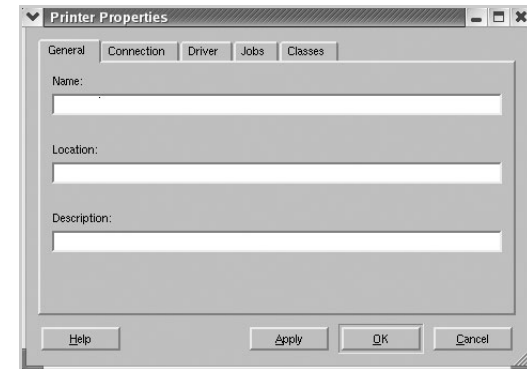 Printer Properties
General Connection Driver Jobs Classes
Name:
Location:
Description:
Help Apply OK Cancel